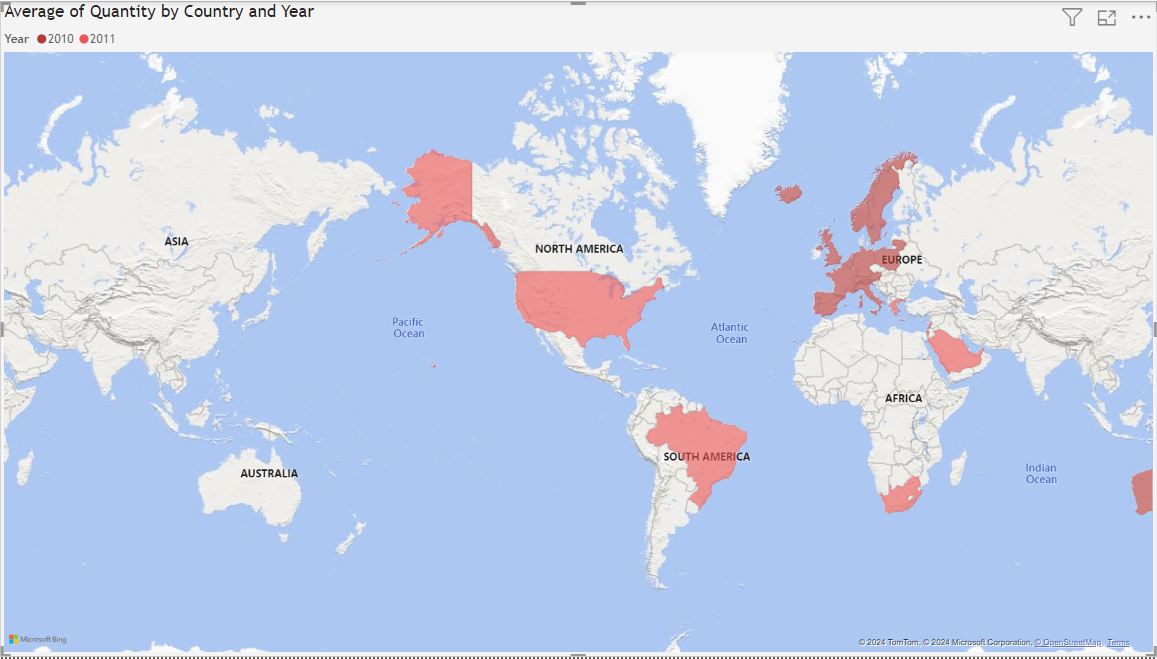 Average of Quantity by Country and Year
Year 2010 2011
ASIA
NORTH AMERICA
EUROPE
Pacific
Ocean
Atlantic
Ocean
AFRICA
SOUTH AMERICA
AUSTRALIA
Indian
Ocean
Microsoft Bing
© 2024 TomTom, © 2024 Microsoft Corporation, © OpenStreetMap, Terms